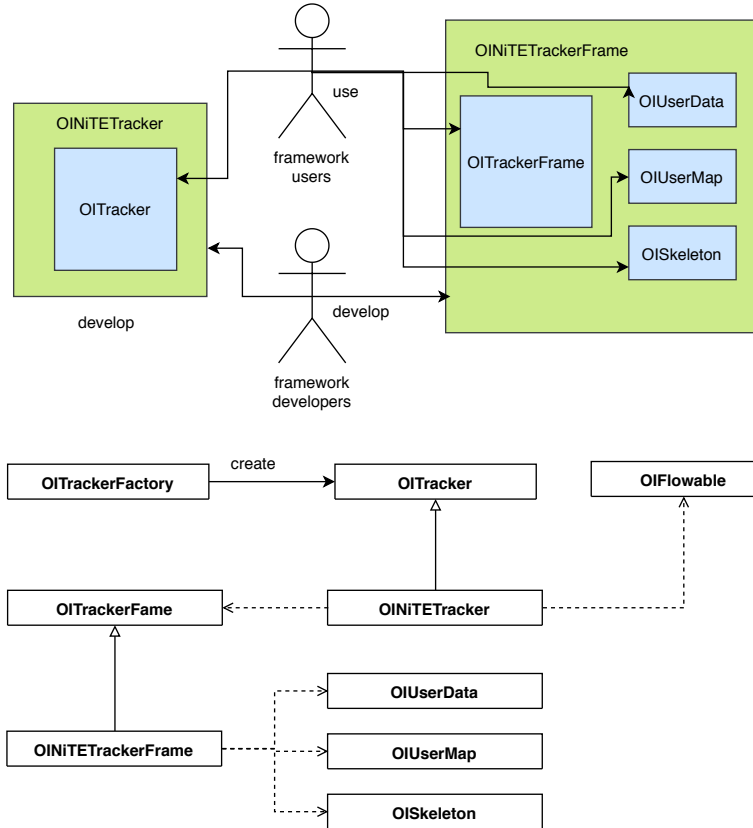 OINiTETrackerFrame
use
OIUserData
OINiTETracker
framework
users
OITrackerFrame
OIUserMap
OITracker
OISkeleton
develop
develop
framework
developers
create
OITrackerFactory
OITracker
OIFlowable
OITrackerFame
OINiTETracker
OIUserData
OINiTETrackerFrame
OIUserMap
OISkeleton